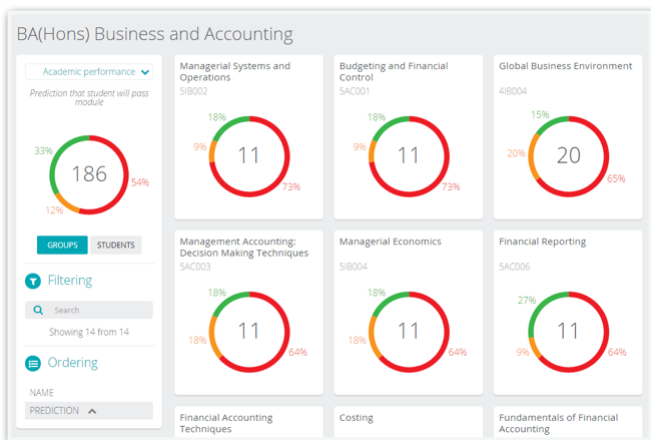 BA(Hons) Business and Accounting
Academic performance
Prediction that student will pass
module
33%
186
54%
12%
GROUPS STUDENTS
Filtering
Search
Showing 14 from 14
Ordering
NAME
PREDICTION
Managerial Systems and
Operations
5IB002
18%
9%
11
73%
Budgeting and Financial
Control
5AC001
18%
9%
11
73%
Global Business Environment
4IB004
15%
20%
20
65%
Management Accounting:
Decision Making Techniques
5AC003
18%
18%
11
64%
Managerial Economics
5IB004
18%
18%
11
64%
Financial Reporting
5AC006
27%
9%
11
64%
Financial Accounting
Techniques
Costing
Fundamentals of Financial
Accounting